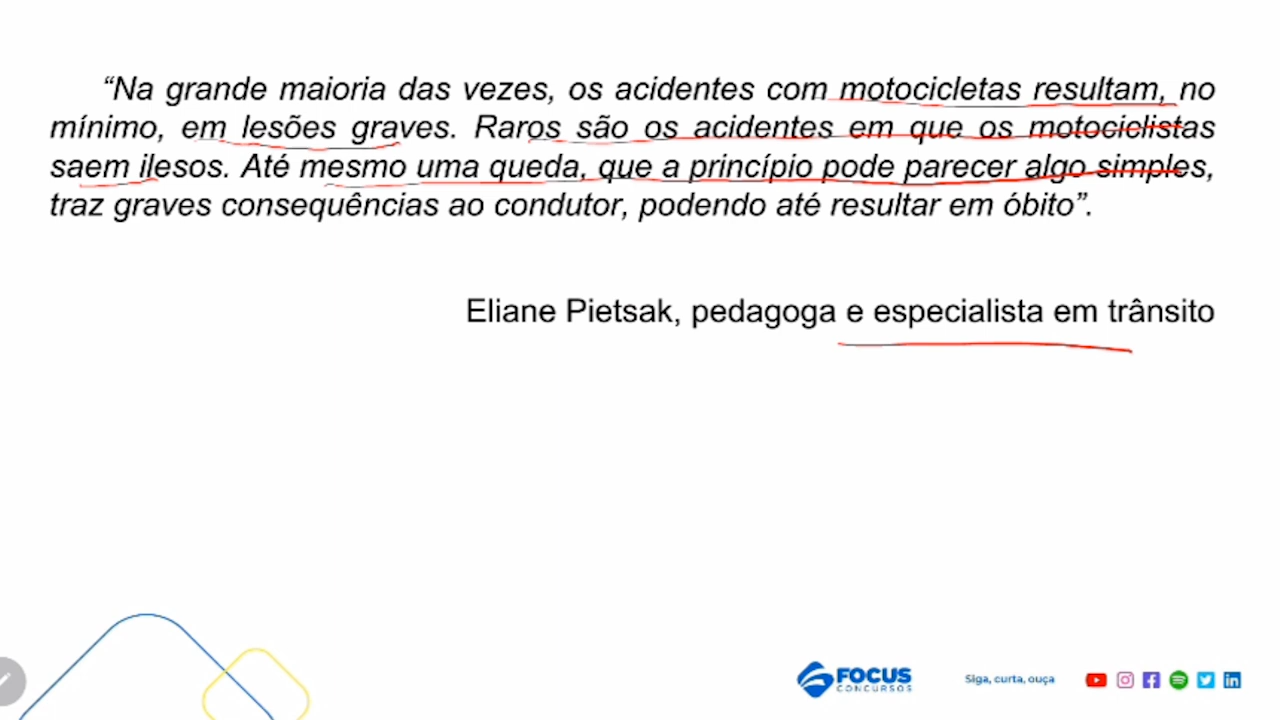 “Na grande maioria das vezes, os acidentes com motocicletas resultam, no
mínimo, em lesões graves. Raros são os acidentes em que os motociclistas
saem ilesos. Até mesmo uma queda, que a princípio pode parecer algo simples,
traz graves consequências ao condutor, podendo até resultar em óbito”.
Eliane Pietsak, pedagoga e especialista em trânsito
FOCUS
CONCURSOS
Siga, curta, ouça